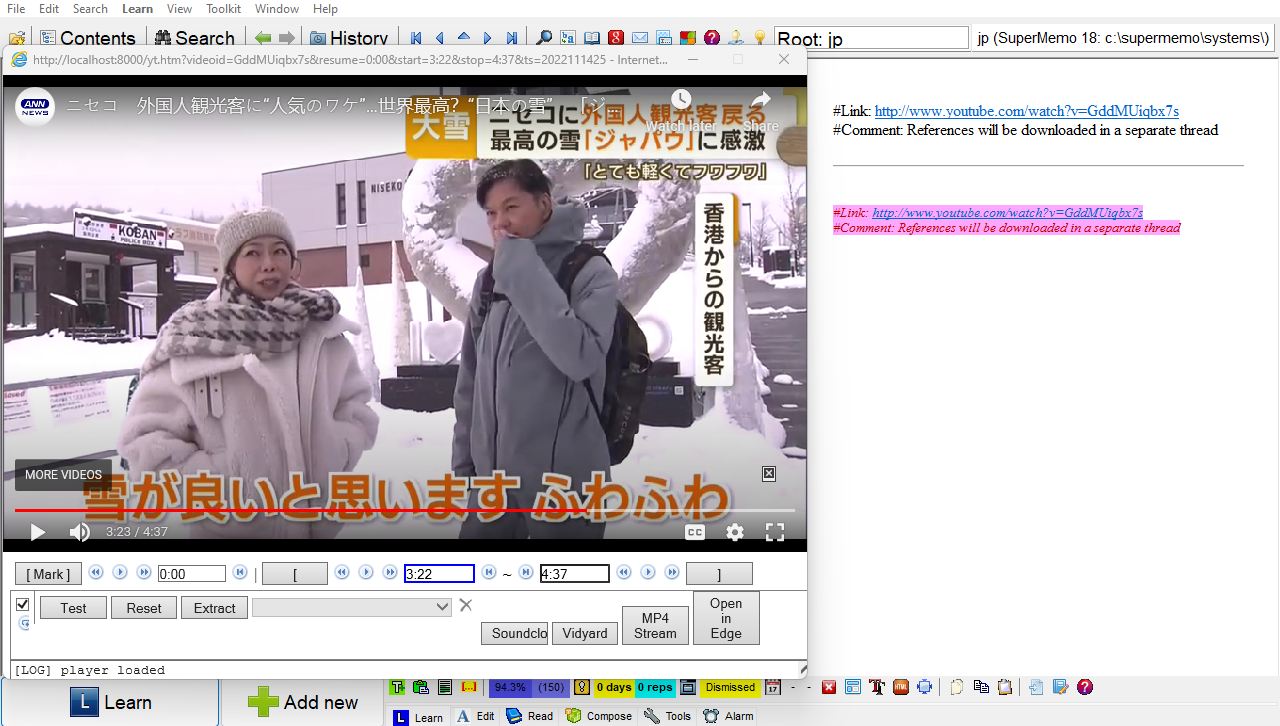 File Edit Search Learn View Toolkit Window Help
Contents Search History Root: jp jp (SuperMemo 18: c:\supermemo\systems\)
http://localhost:8000/yt.htm?videoid=GddMUiqbx7s&resume=0:00&start=3:22&stop=4:37&ts=2022111425 - Internet...
ANN NEWS
ニセコ 外国人観光客に“人気のワケ”…世界最高? “日本の雪” 「ジ...
Watch later Share
大雪
ニセコに外国人観光客戻る
最高の雪「ジャパウ」に感激
「とても軽くてフワフワ」
NISEKO
KOBAN
POLICE BOX
香港からの観光客
MORE VIDEOS
雪が良いと思います ふわふわ
3:23 / 4:37 CC
[ Mark ] 0:00 | [ 3:22 ~ 4:37 ]
Test Reset Extract
Soundclo Vidyard MP4 Stream Open in Edge
[LOG] player loaded
#Link: http://www.youtube.com/watch?v=GddMUiqbx7s
#Comment: References will be downloaded in a separate thread
#Link: http://www.youtube.com/watch?v=GddMUiqbx7s
#Comment: References will be downloaded in a separate thread
L Learn Add new
94.3% (150) 0 days 0 reps Dismissed 17 - -
L Learn A Edit Read Compose Tools Alarm